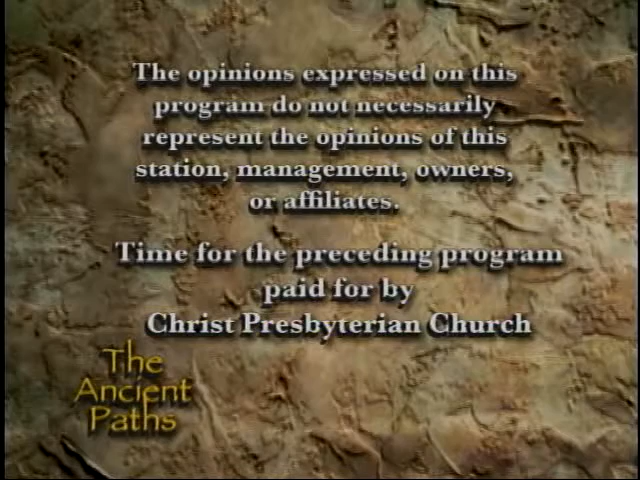 The opinions expressed on this
program do not necessarily
represent the opinions of this
station, management, owners,
or affiliates.
Time for the preceding program
paid for by
Christ Presbyterian Church
The
Ancient
Paths